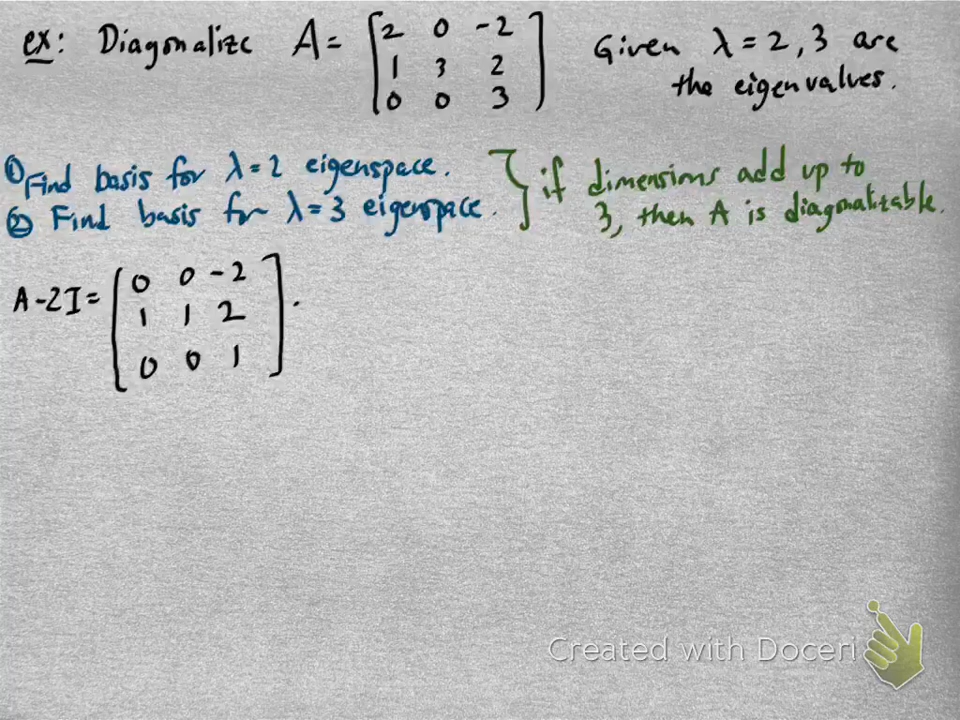 ex: Diagonalize A = [ 2 0 -2 Given λ = 2, 3 are
1 3 2 the eigenvalues.
0 0 3 ]
① Find basis for λ = 2 eigenspace. } if dimensions add up to
② Find basis for λ = 3 eigenspace. 3, then A is diagonalizable.
A - 2I = [ 0 0 -2
1 1 2
0 0 1 ] .
Created with Doceri